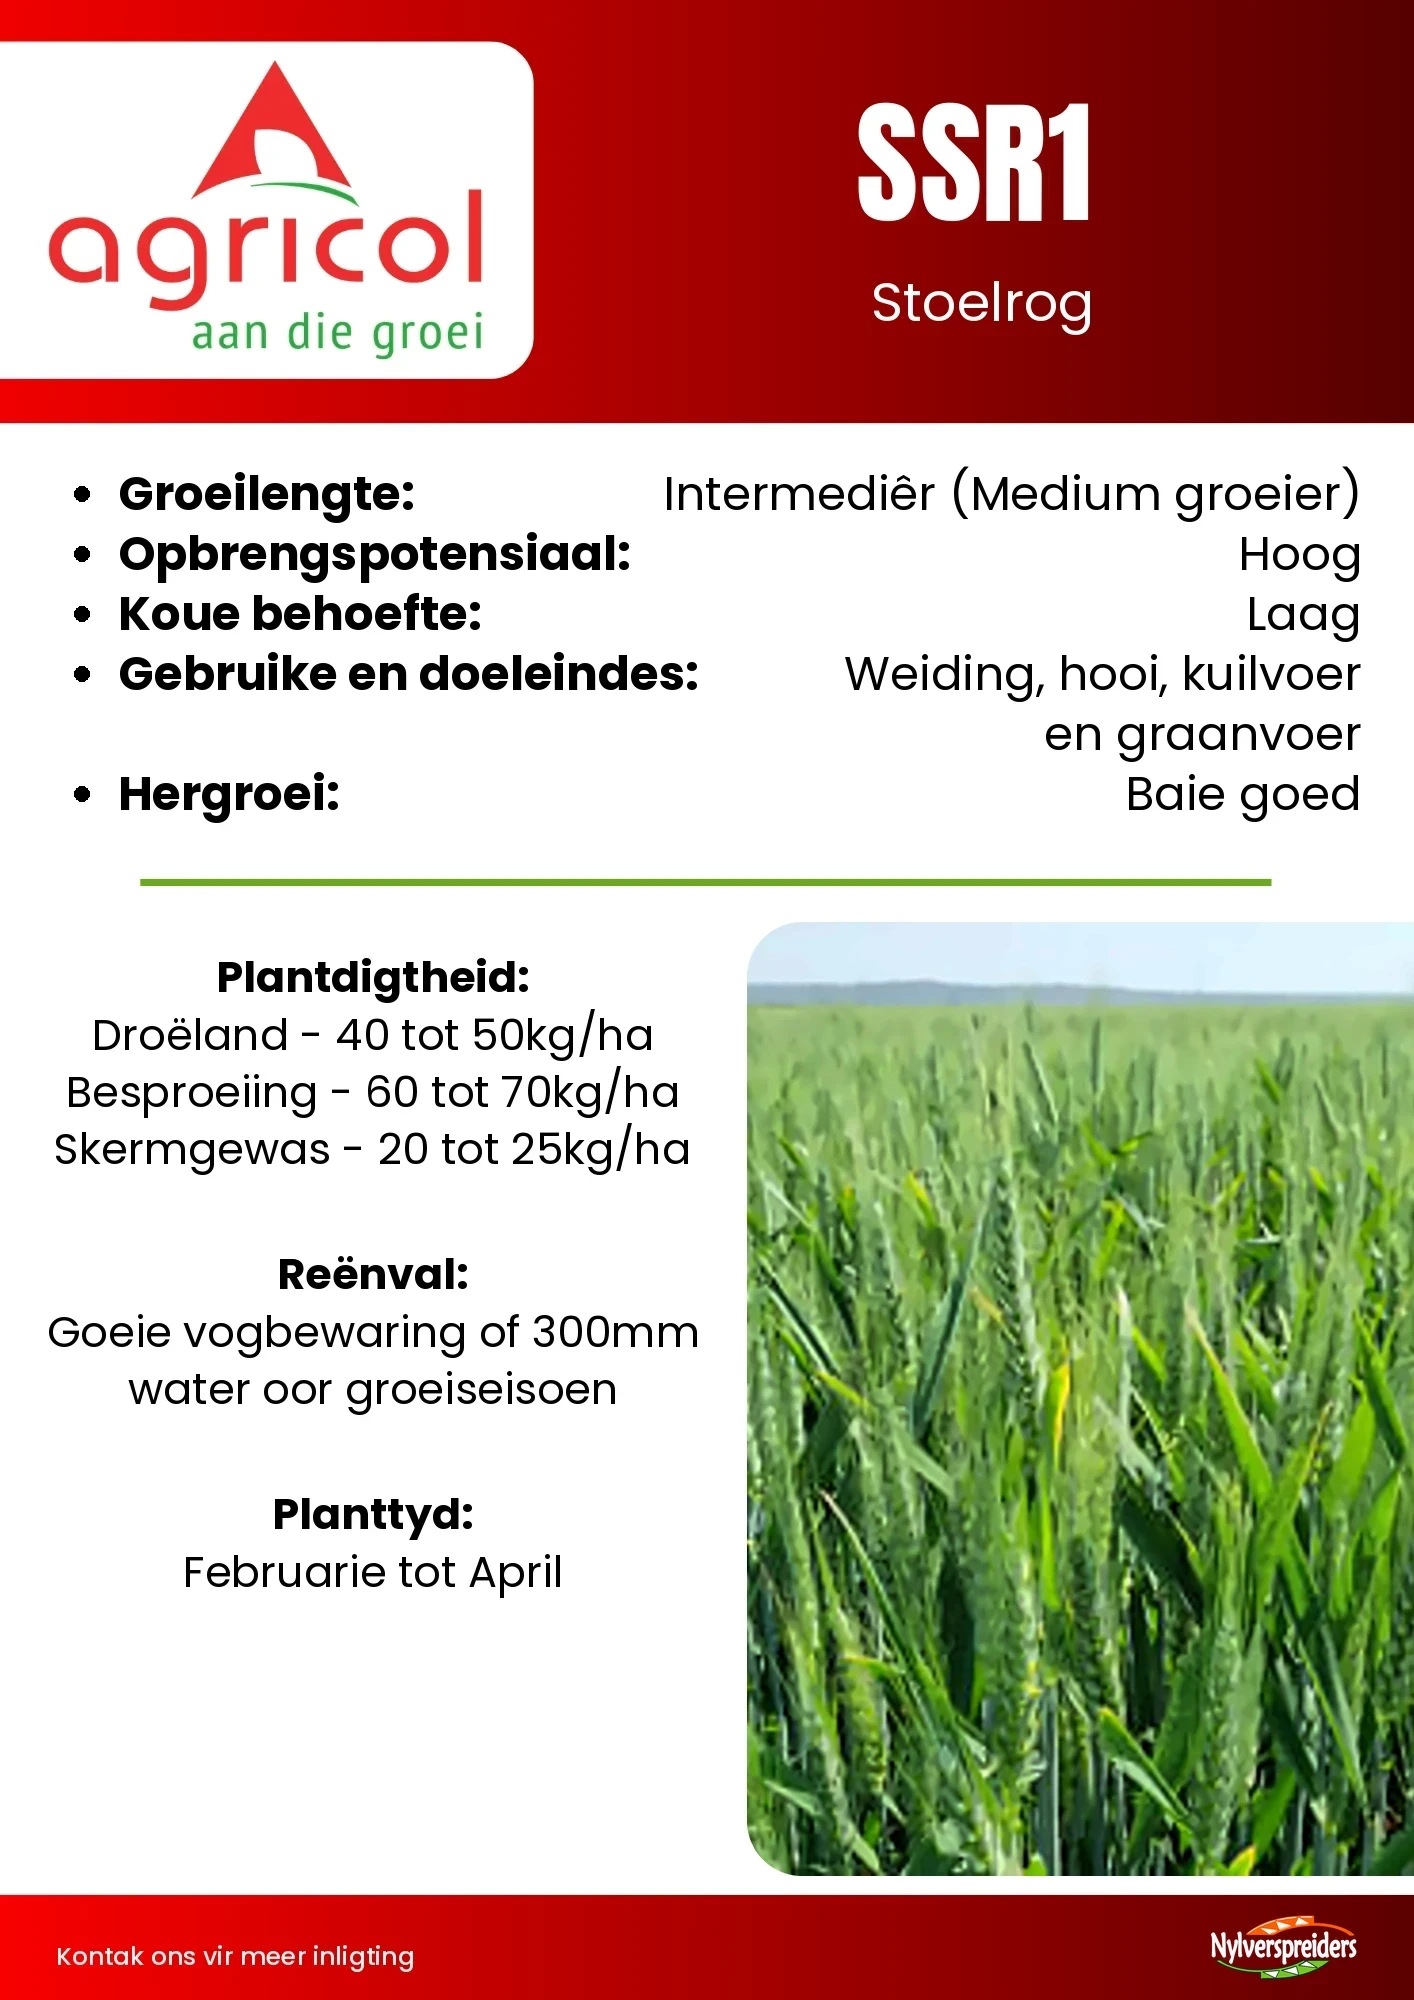 agricol
aan die groei
SSR1
Stoelrog
• Groeilengte: Intermediêr (Medium groeier)
• Opbrengspotensiaal: Hoog
• Koue behoefte: Laag
• Gebruike en doeleindes: Weiding, hooi, kuilvoer
en graanvoer
• Hergroei: Baie goed
Plantdigtheid:
Droëland - 40 tot 50kg/ha
Besproeiing - 60 tot 70kg/ha
Skermgewas - 20 tot 25kg/ha
Reënval:
Goeie vogbewaring of 300mm
water oor groeiseisoen
Planttyd:
Februarie tot April
Kontak ons vir meer inligting
Nylverspreiders